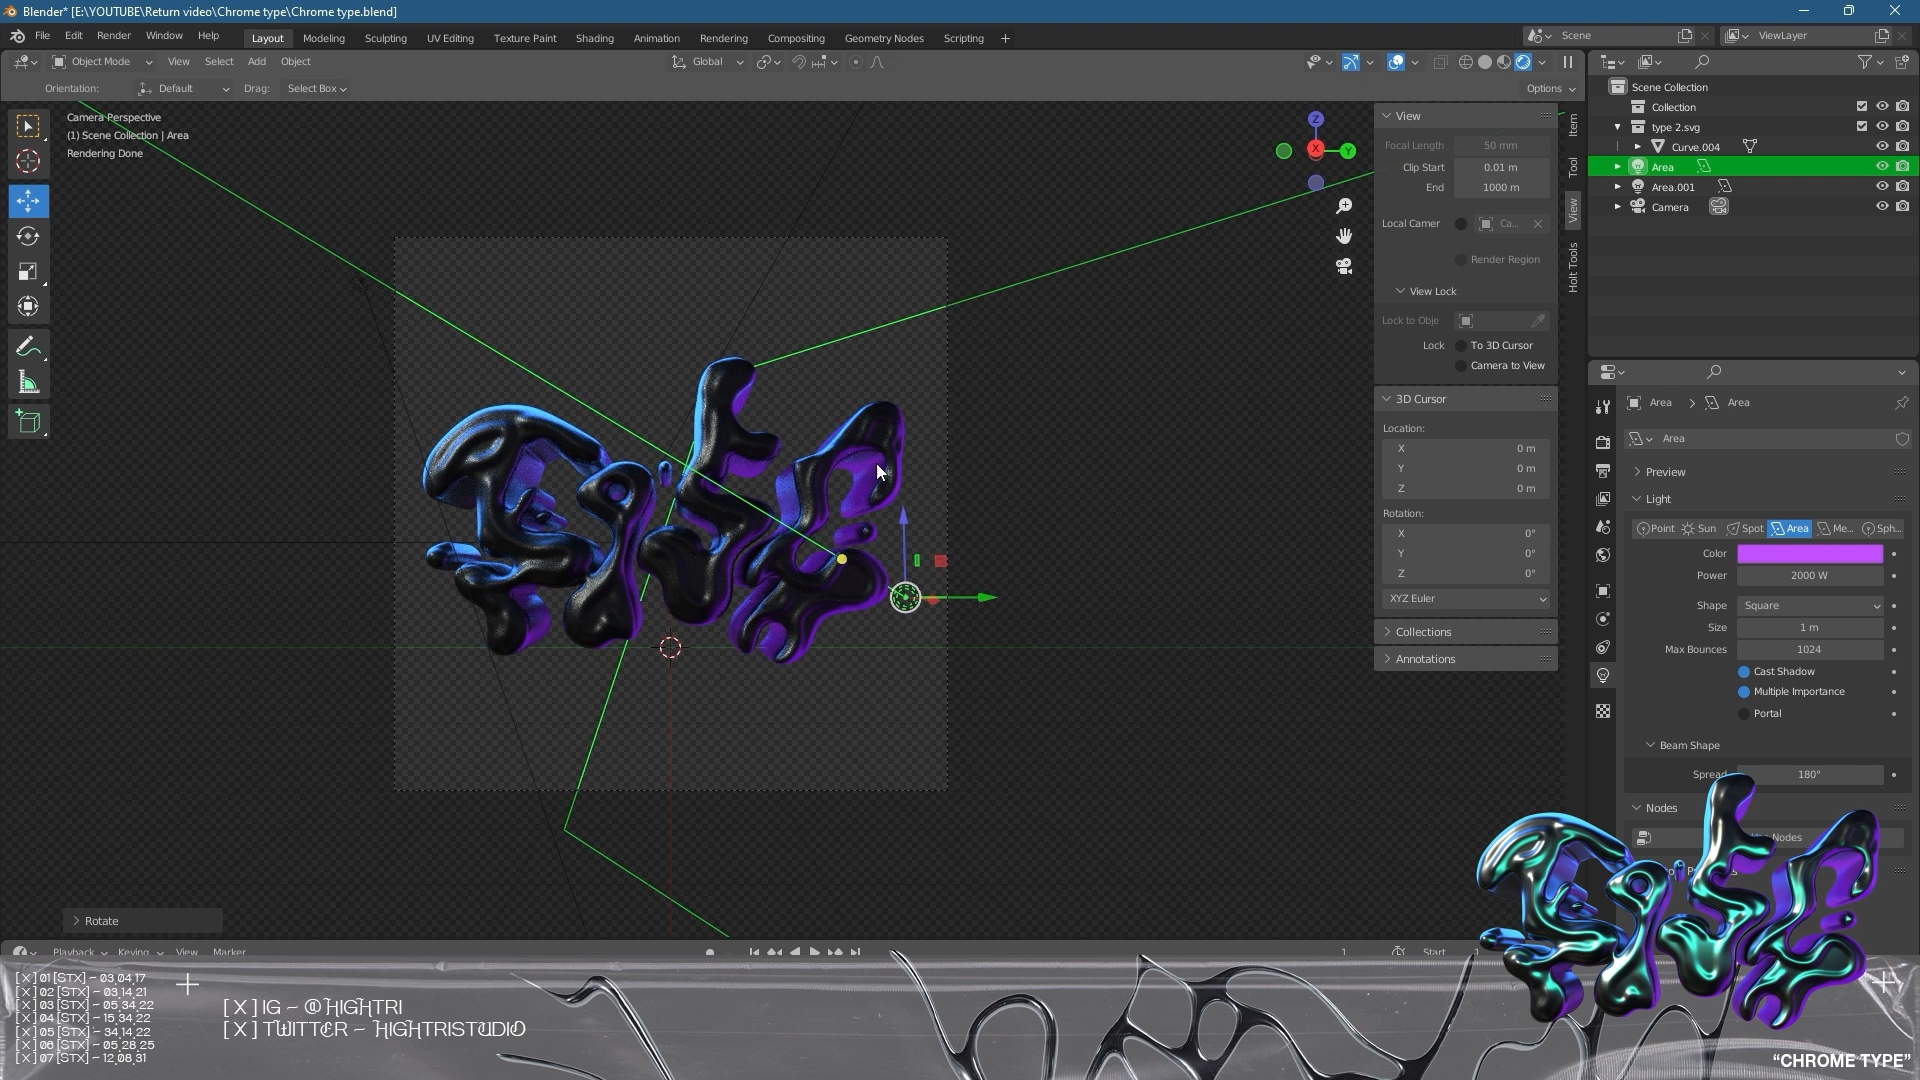 Blender* [E:\YOUTUBE\Return video\Chrome type\Chrome type.blend]
File Edit Render Window Help Layout Modeling Sculpting UV Editing Texture Paint Shading Animation Rendering Compositing Geometry Nodes Scripting + Scene ViewLayer
Object Mode View Select Add Object Global
Orientation: Default Drag: Select Box Options
Camera Perspective
(1) Scene Collection | Area
Rendering Done
Z
X
Y
View
Focal Length 50 mm
Clip Start 0.01 m
End 1000 m
Local Camer Ca...
Render Region
View Lock
Lock to Obje
Lock To 3D Cursor
Camera to View
3D Cursor
Location:
X 0 m
Y 0 m
Z 0 m
Rotation:
X 0°
Y 0°
Z 0°
XYZ Euler
Collections
Annotations
Item
Tool
View
Holt Tools
Scene Collection
Collection
type 2.svg
Curve.004
Area
Area.001
Camera
Area Area
Area
Preview
Light
Point Sun Spot Area Me... Sph...
Color
Power 2000 W
Shape Square
Size 1 m
Max Bounces 1024
Cast Shadow
Multiple Importance
Portal
Beam Shape
Spread 180°
Nodes
Nodes
Rotate
Playback Keying View Marker 1 Start
[X] 01 [STX] – 03.04.17
[X] 02 [STX] – 03.14.21
[X] 03 [STX] – 05.34.22
[X] 04 [STX] – 15.34.22
[X] 05 [STX] – 34.14.22
[X] 06 [STX] – 05.28.25
[X] 07 [STX] – 12.08.31
[X] IG – @HIGHTRI
[X] TWITTER – HIGHTRISTUDIO
“CHROME TYPE”